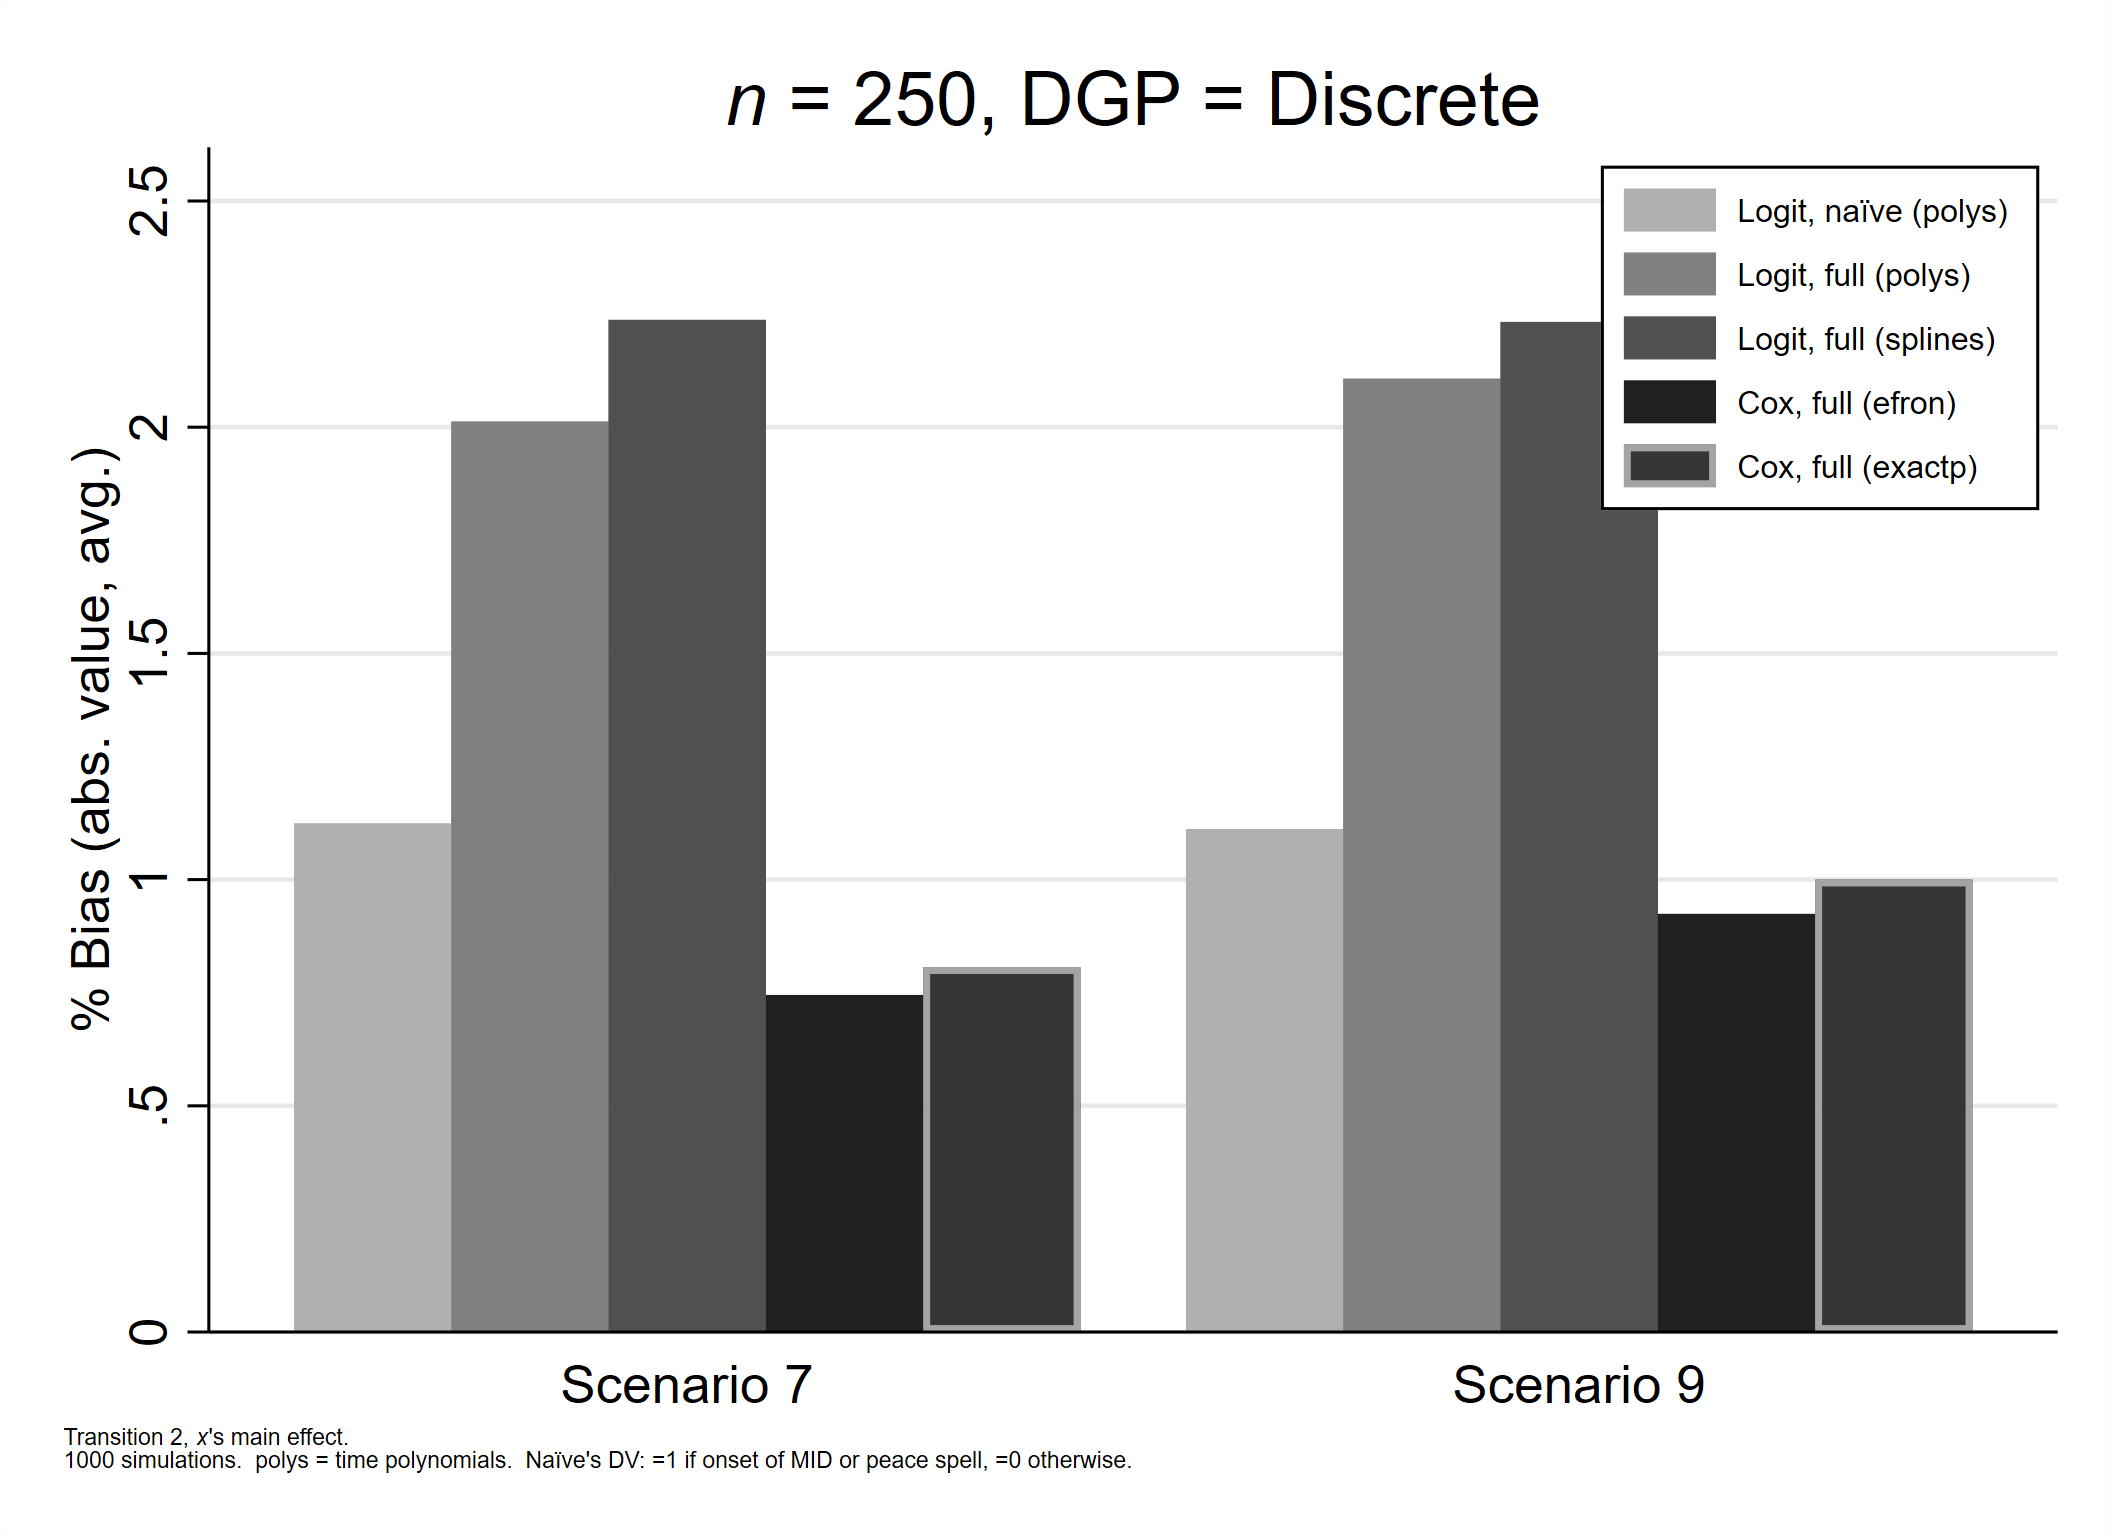 n = 250, DGP = Discrete
% Bias (abs. value, avg.)
2.5
2
1.5
1
.5
0
Logit, naïve (polys)
Logit, full (polys)
Logit, full (splines)
Cox, full (efron)
Cox, full (exactp)
Scenario 7
Scenario 9
Transition 2, x's main effect.
1000 simulations.  polys = time polynomials.  Naïve's DV: =1 if onset of MID or peace spell, =0 otherwise.